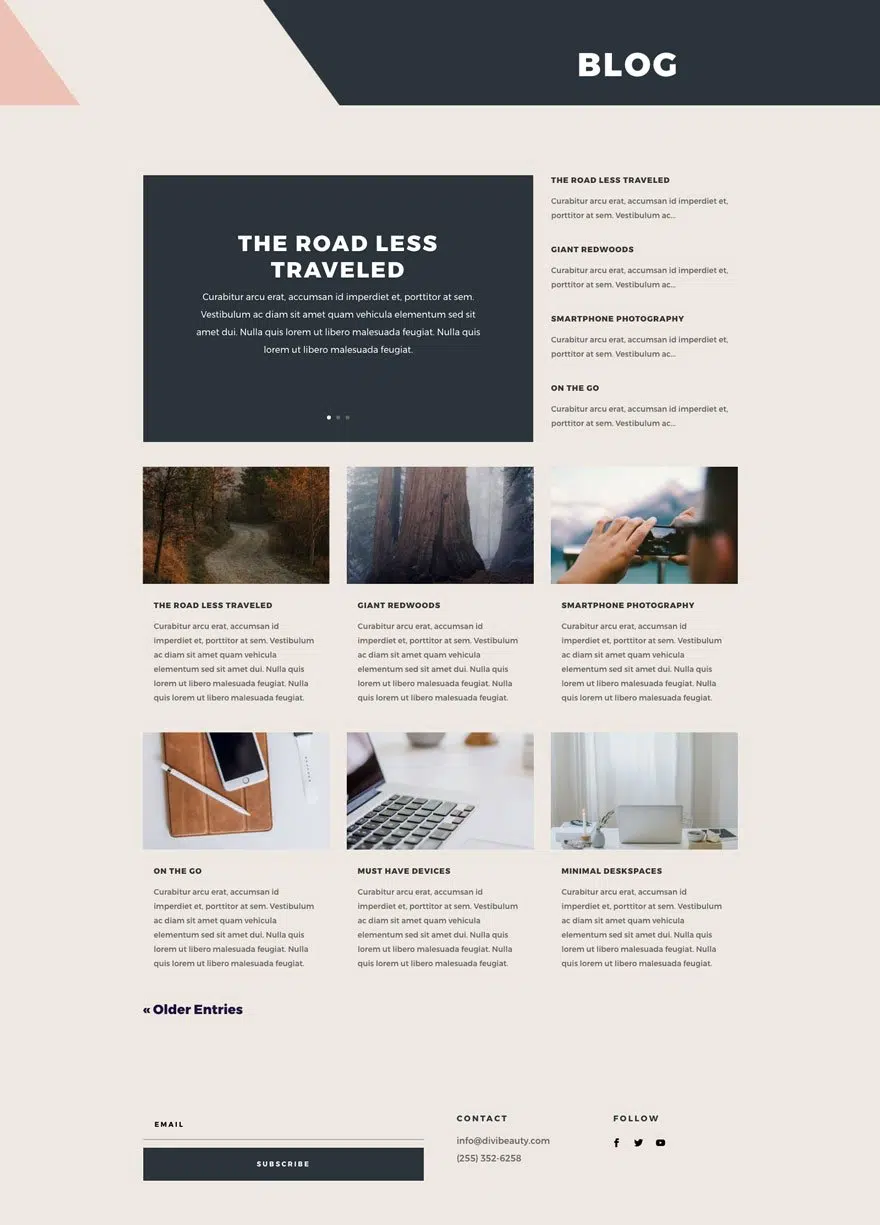 BLOG
THE ROAD LESS
TRAVELED
Curabitur arcu erat, accumsan id imperdiet et, porttitor at sem.
Vestibulum ac diam sit amet quam vehicula elementum sed sit
amet dui. Nulla quis lorem ut libero malesuada feugiat. Nulla quis
lorem ut libero malesuada feugiat.
THE ROAD LESS TRAVELED
Curabitur arcu erat, accumsan id imperdiet et,
porttitor at sem. Vestibulum ac...
GIANT REDWOODS
Curabitur arcu erat, accumsan id imperdiet et,
porttitor at sem. Vestibulum ac...
SMARTPHONE PHOTOGRAPHY
Curabitur arcu erat, accumsan id imperdiet et,
porttitor at sem. Vestibulum ac...
ON THE GO
Curabitur arcu erat, accumsan id imperdiet et,
porttitor at sem. Vestibulum ac...
THE ROAD LESS TRAVELED
Curabitur arcu erat, accumsan id
imperdiet et, porttitor at sem. Vestibulum
ac diam sit amet quam vehicula
elementum sed sit amet dui. Nulla quis
lorem ut libero malesuada feugiat. Nulla
quis lorem ut libero malesuada feugiat.
GIANT REDWOODS
Curabitur arcu erat, accumsan id
imperdiet et, porttitor at sem. Vestibulum
ac diam sit amet quam vehicula
elementum sed sit amet dui. Nulla quis
lorem ut libero malesuada feugiat. Nulla
quis lorem ut libero malesuada feugiat.
SMARTPHONE PHOTOGRAPHY
Curabitur arcu erat, accumsan id
imperdiet et, porttitor at sem. Vestibulum
ac diam sit amet quam vehicula
elementum sed sit amet dui. Nulla quis
lorem ut libero malesuada feugiat. Nulla
quis lorem ut libero malesuada feugiat.
ON THE GO
Curabitur arcu erat, accumsan id
imperdiet et, porttitor at sem. Vestibulum
ac diam sit amet quam vehicula
elementum sed sit amet dui. Nulla quis
lorem ut libero malesuada feugiat. Nulla
quis lorem ut libero malesuada feugiat.
MUST HAVE DEVICES
Curabitur arcu erat, accumsan id
imperdiet et, porttitor at sem. Vestibulum
ac diam sit amet quam vehicula
elementum sed sit amet dui. Nulla quis
lorem ut libero malesuada feugiat. Nulla
quis lorem ut libero malesuada feugiat.
MINIMAL DESKSPACES
Curabitur arcu erat, accumsan id
imperdiet et, porttitor at sem. Vestibulum
ac diam sit amet quam vehicula
elementum sed sit amet dui. Nulla quis
lorem ut libero malesuada feugiat. Nulla
quis lorem ut libero malesuada feugiat.
« Older Entries
EMAIL
SUBSCRIBE
CONTACT
info@divibeauty.com
(255) 352-6258
FOLLOW